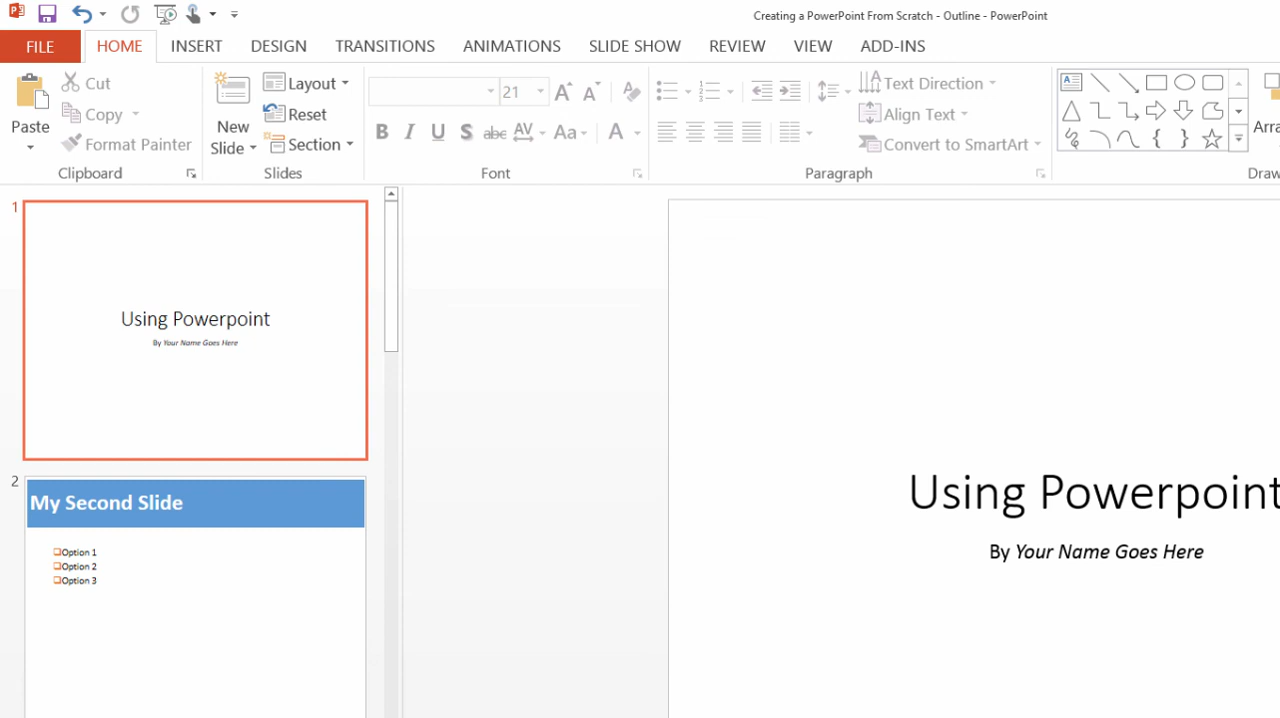 Creating a PowerPoint From Scratch - Outline - PowerPoint
FILE HOME INSERT DESIGN TRANSITIONS ANIMATIONS SLIDE SHOW REVIEW VIEW ADD-INS
Paste
Cut
Copy
Format Painter
Clipboard
New
Slide
Layout
Reset
Section
Slides
21
B I U S abc AV Aa A
Font
Text Direction
Align Text
Convert to SmartArt
Paragraph
Arra
Draw
1
Using Powerpoint
By Your Name Goes Here
2
My Second Slide
Option 1
Option 2
Option 3
Using Powerpoint
By Your Name Goes Here